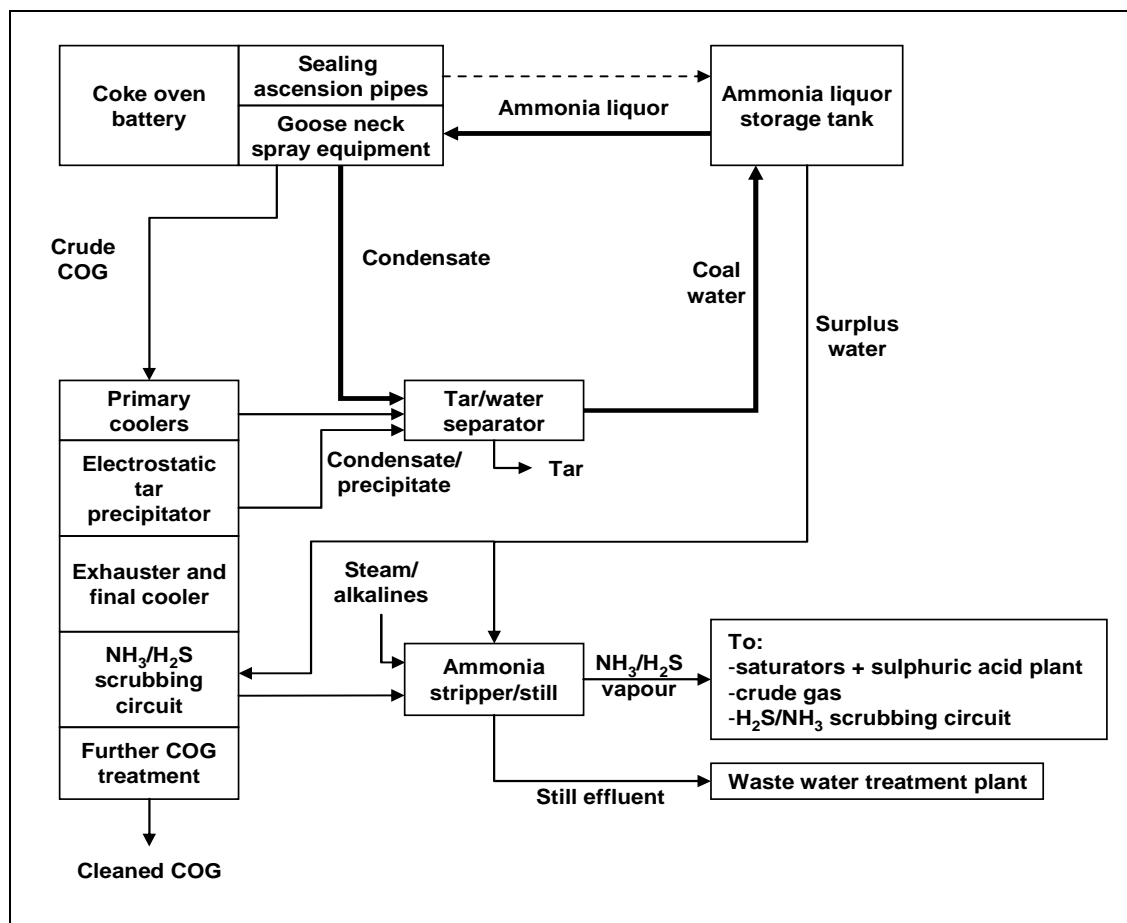 Coke oven
battery
Sealing
ascension pipes
Goose neck
spray equipment
Ammonia liquor
Ammonia liquor
storage tank
Crude
COG
Condensate
Coal
water
Surplus
water
Primary
coolers
Tar/water
separator
Electrostatic
tar
precipitator
Condensate/
precipitate
Tar
Exhauster and
final cooler
Steam/
alkalines
NH₃/H₂S
scrubbing
circuit
Ammonia
stripper/still
NH₃/H₂S
vapour
To:
-saturators + sulphuric acid plant
-crude gas
-H₂S/NH₃ scrubbing circuit
Further COG
treatment
Still effluent
Waste water treatment plant
Cleaned COG